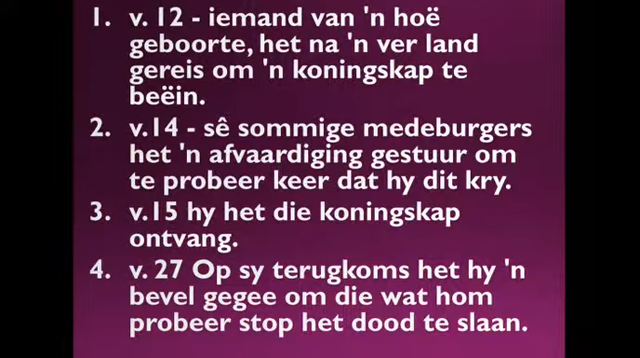 1. v. 12 - iemand van 'n hoë
geboorte, het na 'n ver land
gereis om 'n koningskap te
beëin.
2. v.14 - sê sommige medeburgers
het 'n afvaardiging gestuur om
te probeer keer dat hy dit kry.
3. v.15 hy het die koningskap
ontvang.
4. v. 27 Op sy terugkoms het hy 'n
bevel gegee om die wat hom
probeer stop het dood te slaan.